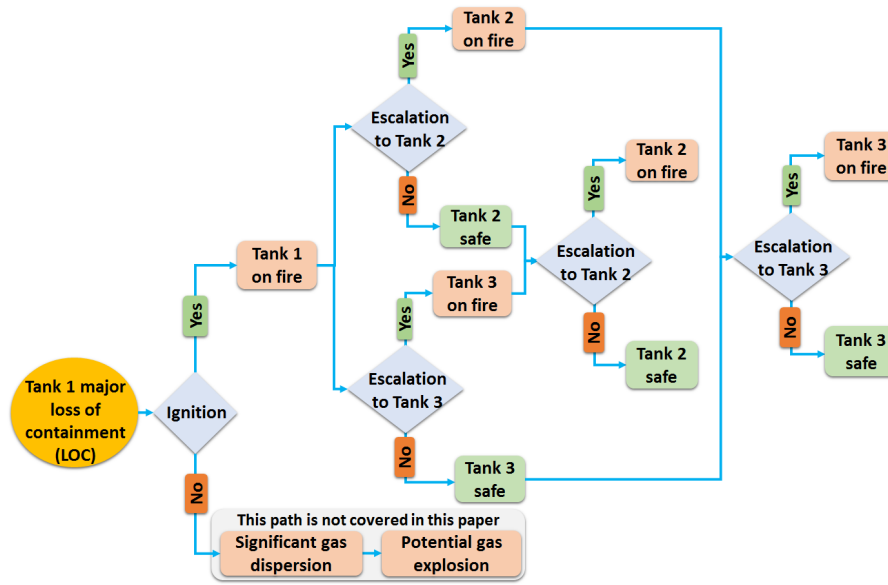 Tank 1 major
loss of
containment
(LOC)
Ignition
Yes
No
Tank 1
on fire
This path is not covered in this paper
Significant gas
dispersion
Potential gas
explosion
Escalation
to Tank 2
Yes
Tank 2
on fire
No
Tank 2
safe
Escalation
to Tank 3
Yes
Tank 3
on fire
No
Tank 3
safe
Escalation
to Tank 2
Yes
Tank 2
on fire
No
Tank 2
safe
Escalation
to Tank 3
Yes
Tank 3
on fire
No
Tank 3
safe